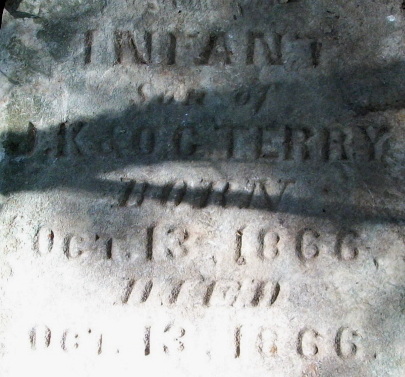 INFANT
Son of
J.K & O.C. TERRY
BORN
OCT. 13, 1866.
DIED
OCT. 13, 1866.